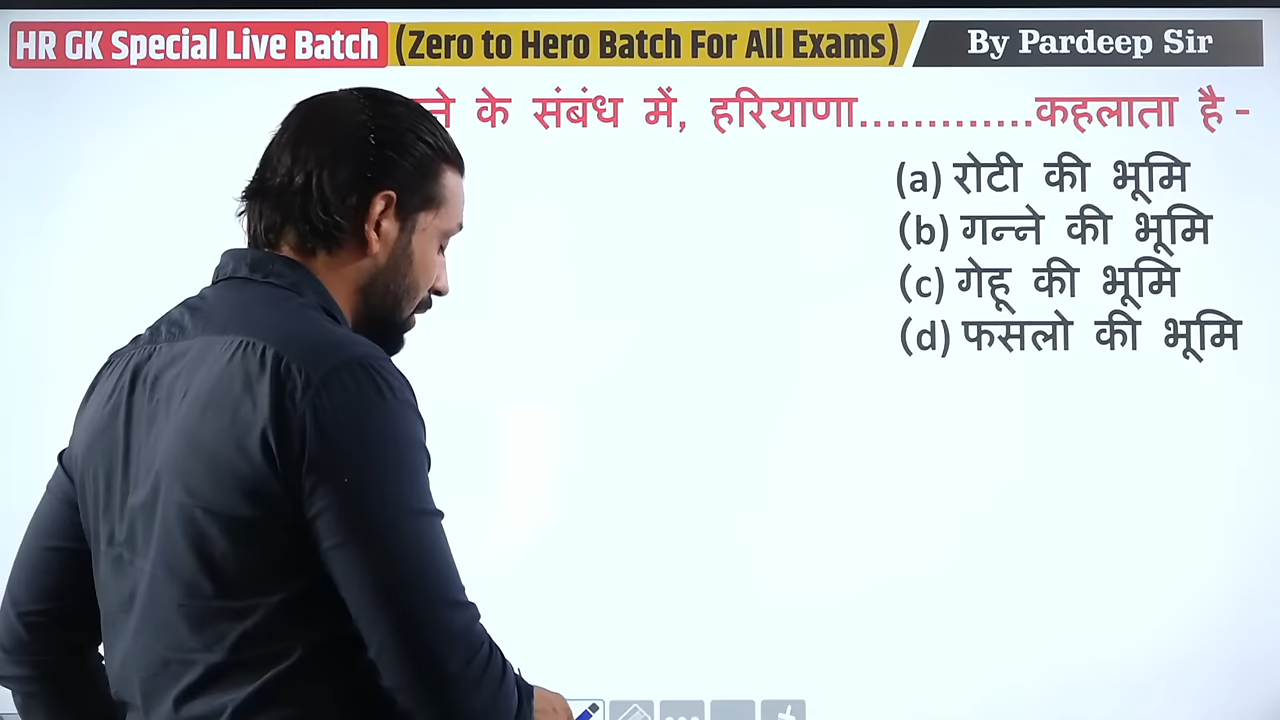 HR GK Special Live Batch (Zero to Hero Batch For All Exams) By Pardeep Sir
के संबंध में, हरियाणा.............कहलाता है -
(a) रोटी की भूमि
(b) गन्ने की भूमि
(c) गेहू की भूमि
(d) फसलो की भूमि